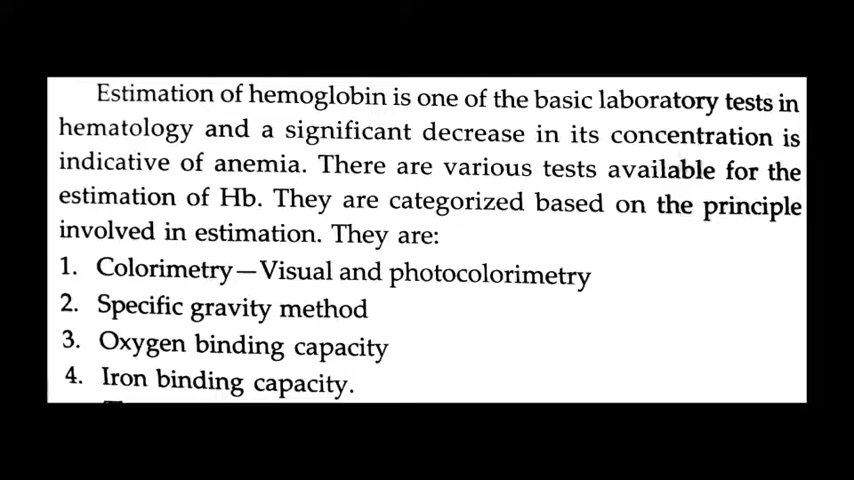 Estimation of hemoglobin is one of the basic laboratory tests in
hematology and a significant decrease in its concentration is
indicative of anemia. There are various tests available for the
estimation of Hb. They are categorized based on the principle
involved in estimation. They are:
1. Colorimetry—Visual and photocolorimetry
2. Specific gravity method
3. Oxygen binding capacity
4. Iron binding capacity.